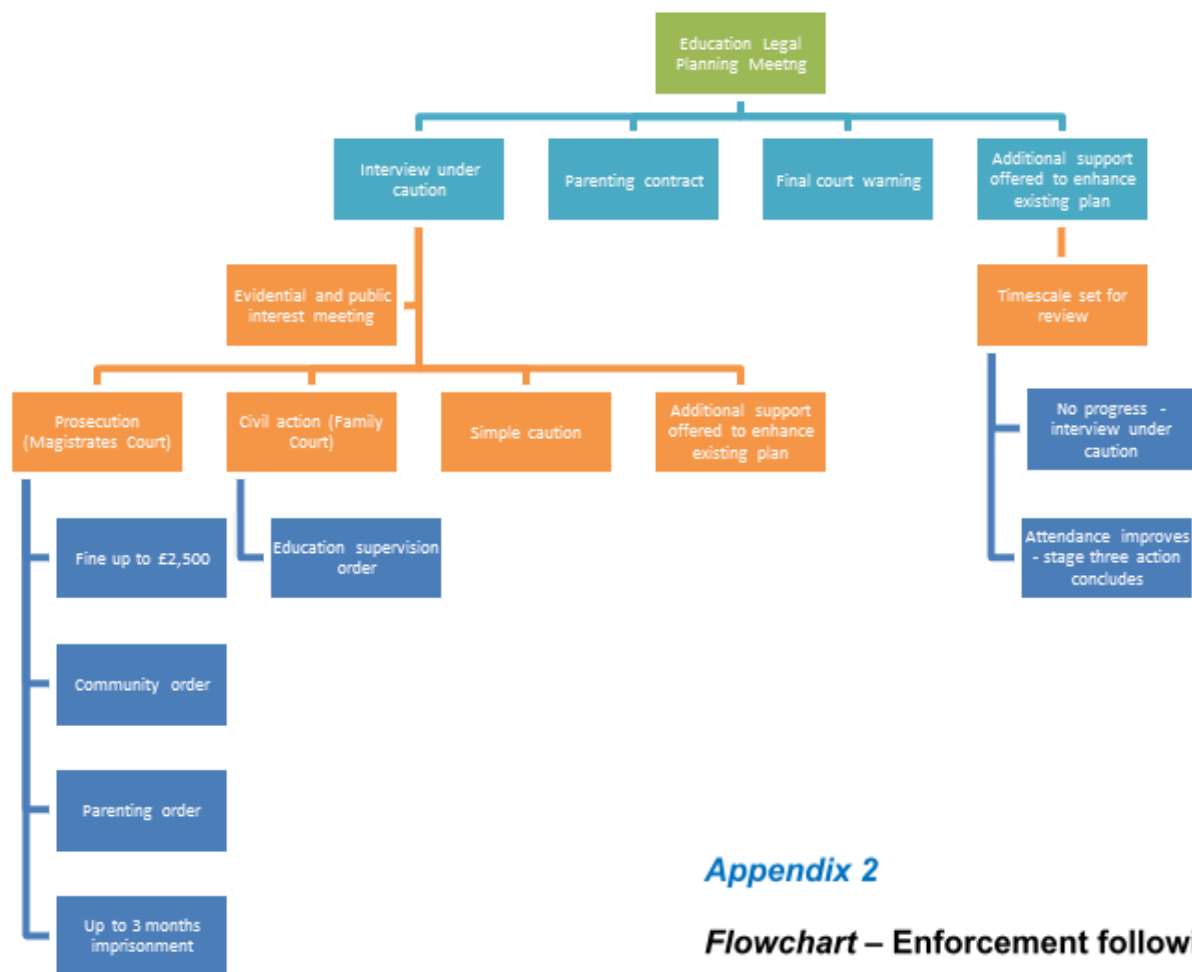 Education Legal
Planning Meetng
Interview under
caution
Parenting contract
Final court warning
Additional support
offered to enhance
existing plan
Evidential and public
interest meeting
Timescale set for
review
Prosecution
(Magistrates Court)
Civil action (Family
Court)
Simple caution
Additional support
offered to enhance
existing plan
No progress -
interview under
caution
Fine up to £2,500
Education supervision
order
Attendance improves
- stage three action
concludes
Community order
Parenting order
Up to 3 months
imprisonment
Appendix 2
Flowchart – Enforcement followi